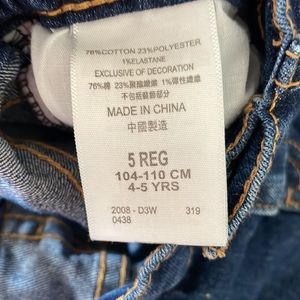 76%COTTON 23%POLYESTER
1%ELASTANE
EXCLUSIVE OF DECORATION
76%棉 23%聚酯纖維 1%彈性纖維
不包括裝飾部份
MADE IN CHINA
中國製造
5 REG
104-110 CM
4-5 YRS
2008 - D3W 319
0438